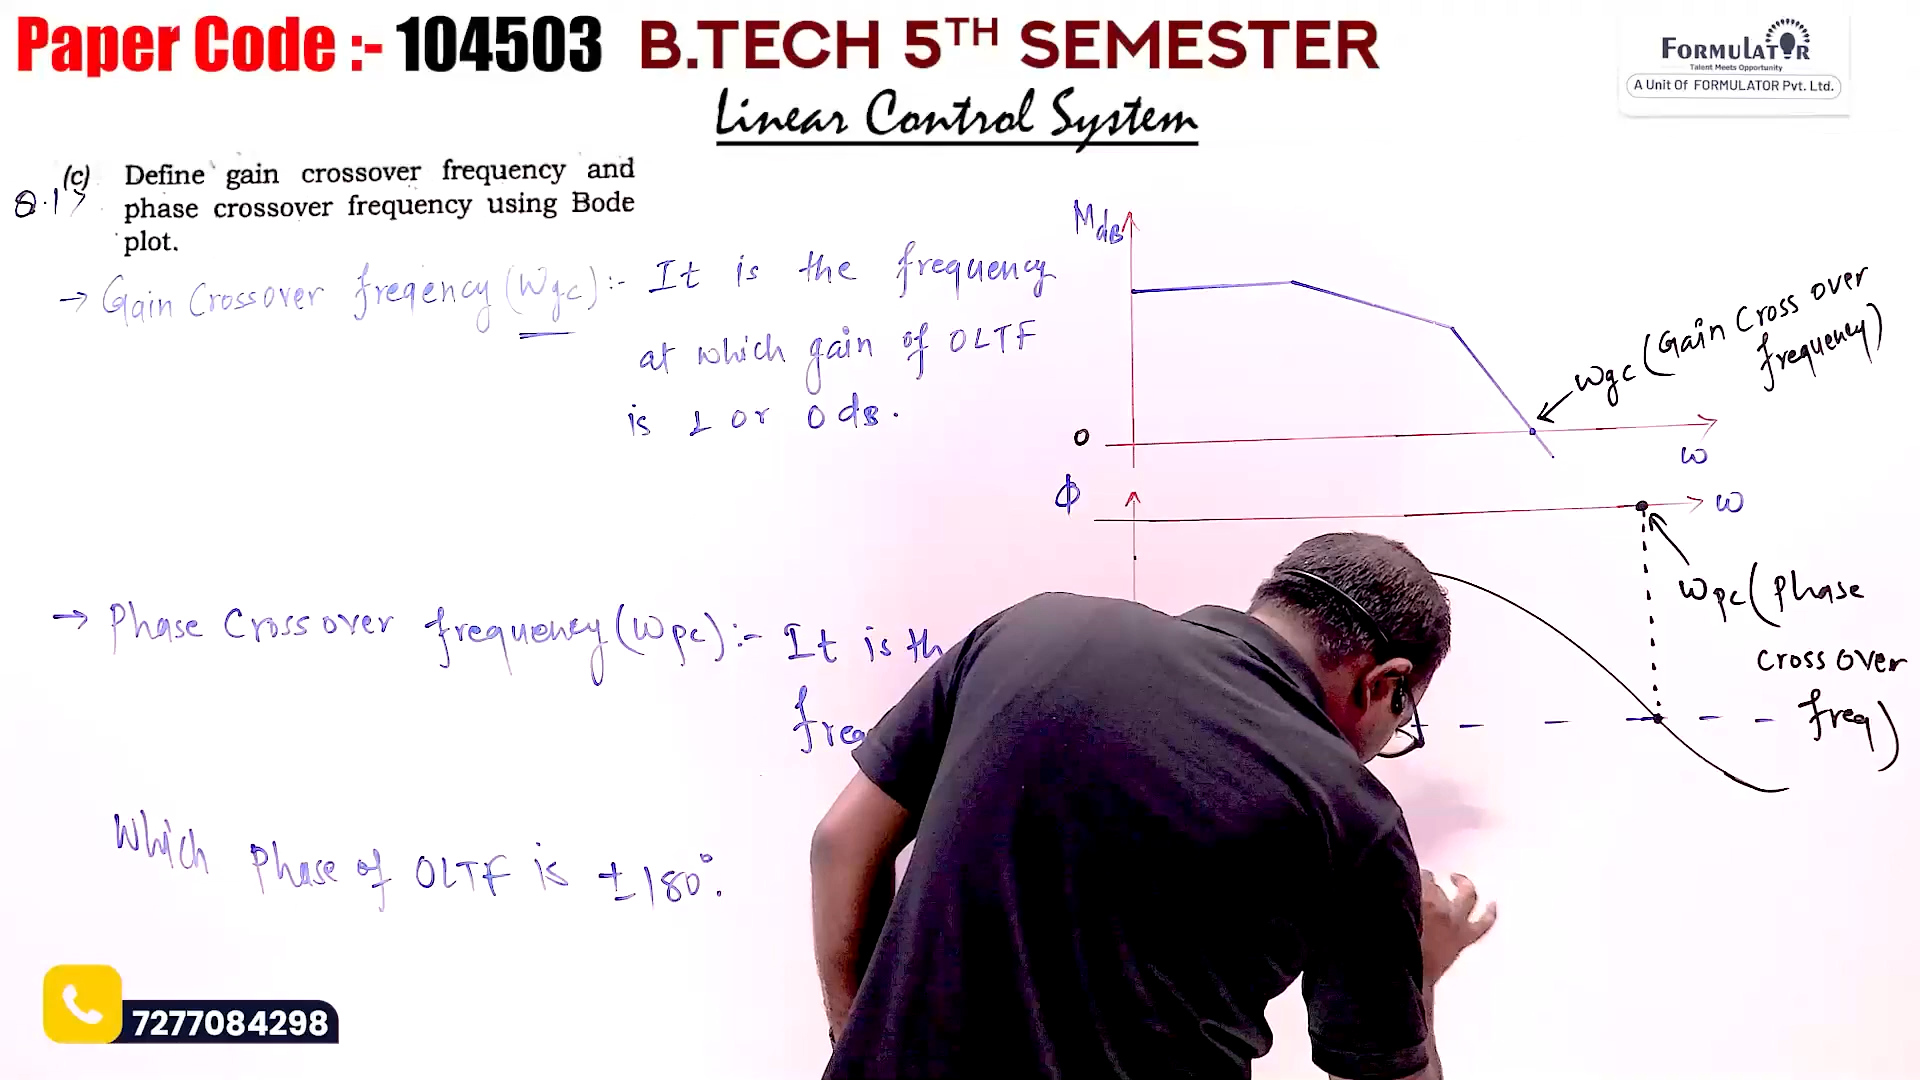 Paper Code :- 104503 B.TECH 5TH SEMESTER
Linear Control System
FORMULATOR
Talent Meets Opportunity
A Unit Of FORMULATOR Pvt. Ltd.
Q.1> (c) Define gain crossover frequency and
phase crossover frequency using Bode
plot.
→ Gain Crossover freqency (Wgc) :- It is the frequency
at which gain of OLTF
is 1 or 0 dB.
→ Phase Crossover frequency (Wpc) :- It is th
freq
Which Phase of OLTF is ±180°.
MdB
Wgc (Gain Cross over
frequency)
0
ω
ϕ
ω
Wpc (Phase
Cross over
freq)
7277084298